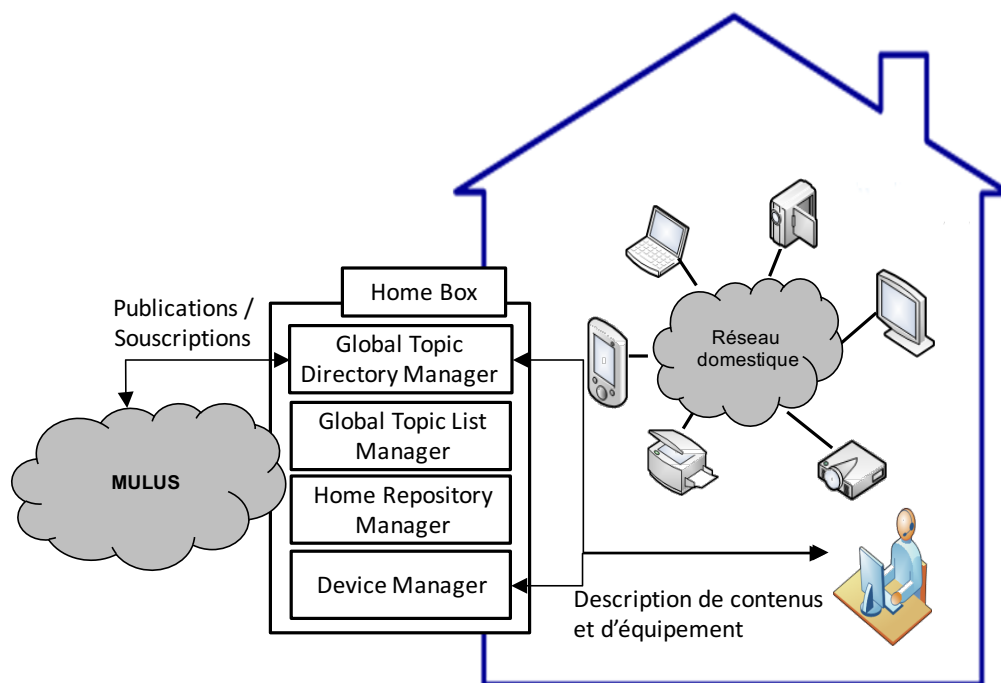 Home Box
Publications /
Souscriptions
Global Topic
Directory Manager
Global Topic List
Manager
Home Repository
Manager
Device Manager
MULUS
Réseau
domestique
Description de contenus
et d'équipement